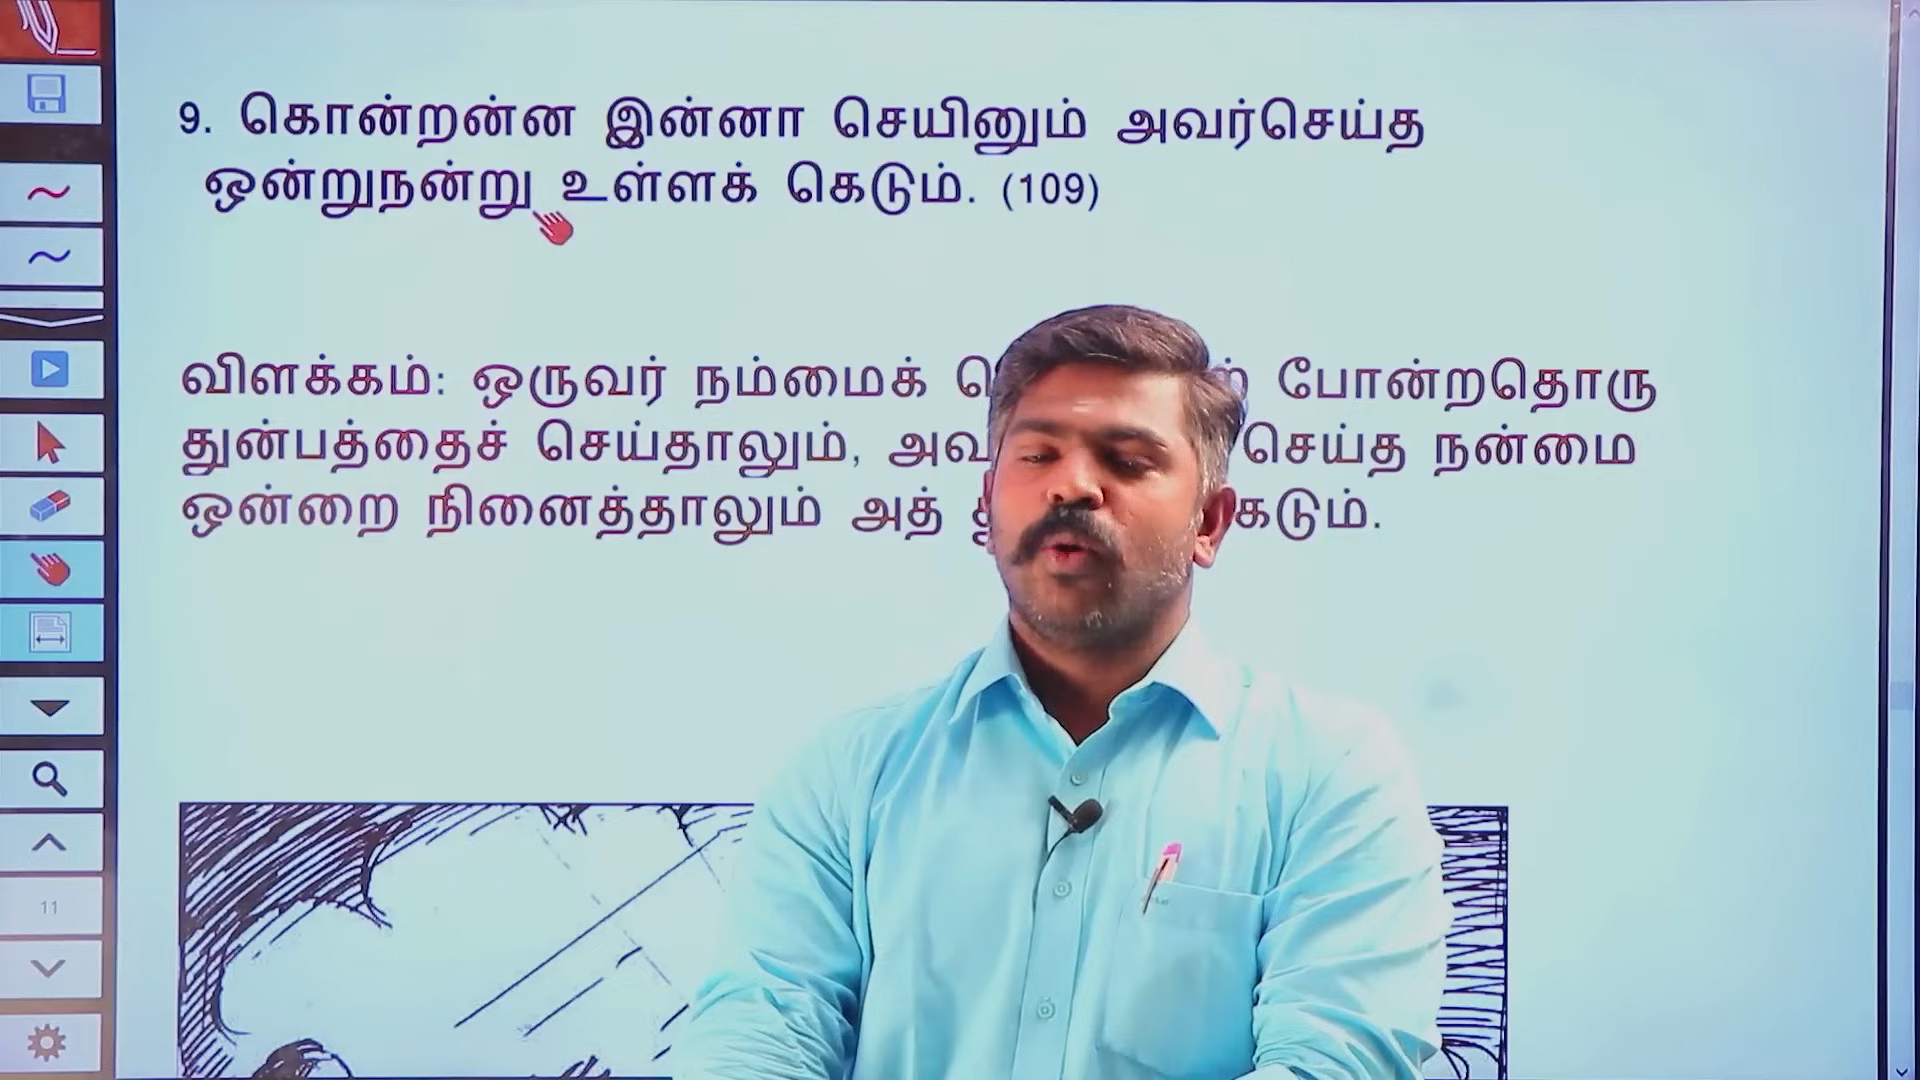 9. கொன்றன்ன இன்னா செயினும் அவர்செய்த
ஒன்றுநன்று உள்ளக் கெடும். (109)
விளக்கம்: ஒருவர் நம்மைக் போன்றதொரு
துன்பத்தைச் செய்தாலும், செய்த நன்மை
ஒன்றை நினைத்தாலும் அத்
11